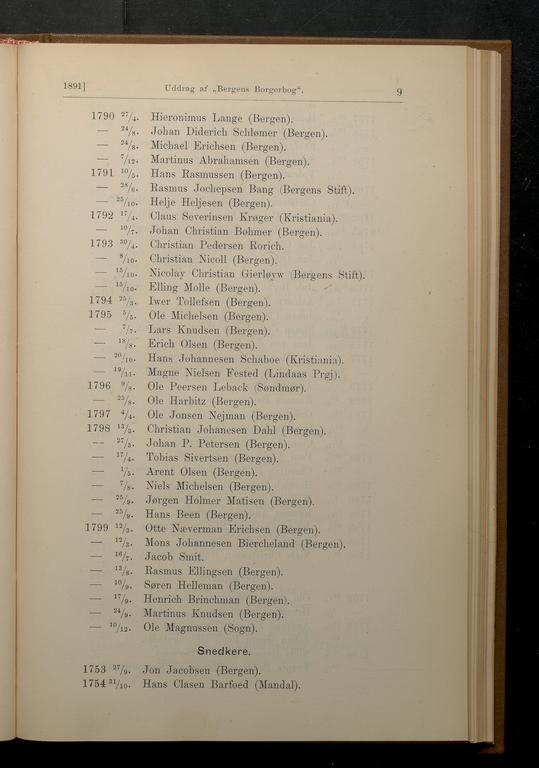 1891] Uddrag af „Bergens Borgerbog“. 9
1790 27/4. Hieronimus Lange (Bergen).
— 24/8. Johan Diderich Schlømer (Bergen).
— 24/8. Michael Erichsen (Bergen).
— 7/12. Martinus Abrahamsen (Bergen).
1791 10/5. Hans Rasmussen (Bergen).
— 28/6. Rasmus Jochepsen Bang (Bergens Stift).
— 25/10. Helje Heljesen (Bergen).
1792 17/4. Claus Severinsen Krøger (Kristiania).
— 10/7. Johan Christian Bøhmer (Bergen).
1793 30/4. Christian Pedersen Rorich.
— 8/10. Christian Nicoll (Bergen).
— 15/10. Nicolay Christian Gierløyw (Bergens Stift).
— 15/10. Elling Molle (Bergen).
1794 25/3. Iwer Tollefsen (Bergen).
1795 5/5. Ole Michelsen (Bergen).
— 7/7. Lars Knudsen (Bergen).
— 18/8. Erich Olsen (Bergen).
— 20/10. Hans Johannesen Schaboe (Kristiania).
— 19/11. Magne Nielsen Fested (Lindaas Prgj).
1796 9/8. Ole Peersen Leback (Søndmør).
— 23/8. Ole Harbitz (Bergen).
1797 4/4. Ole Jonsen Nejman (Bergen).
1798 13/3. Christian Johanesen Dahl (Bergen).
— 27/3. Johan P. Petersen (Bergen).
— 17/4. Tobias Sivertsen (Bergen).
— 1/5. Arent Olsen (Bergen).
— 7/8. Niels Michelsen (Bergen).
— 25/9. Jørgen Holmer Matisen (Bergen).
— 25/9. Hans Been (Bergen).
1799 12/3. Otte Næverman Erichsen (Bergen).
— 12/3. Mons Johannesen Biercheland (Bergen).
— 16/7. Jacob Smit.
— 13/8. Rasmus Ellingsen (Bergen).
— 10/9. Søren Helleman (Bergen).
— 17/9. Henrich Brinchman (Bergen).
— 24/9. Martinus Knudsen (Bergen).
— 10/12. Ole Magnussen (Sogn).
Snedkere.
1753 27/9. Jon Jacobsen (Bergen).
1754 31/10. Hans Clasen Barfoed (Mandal).